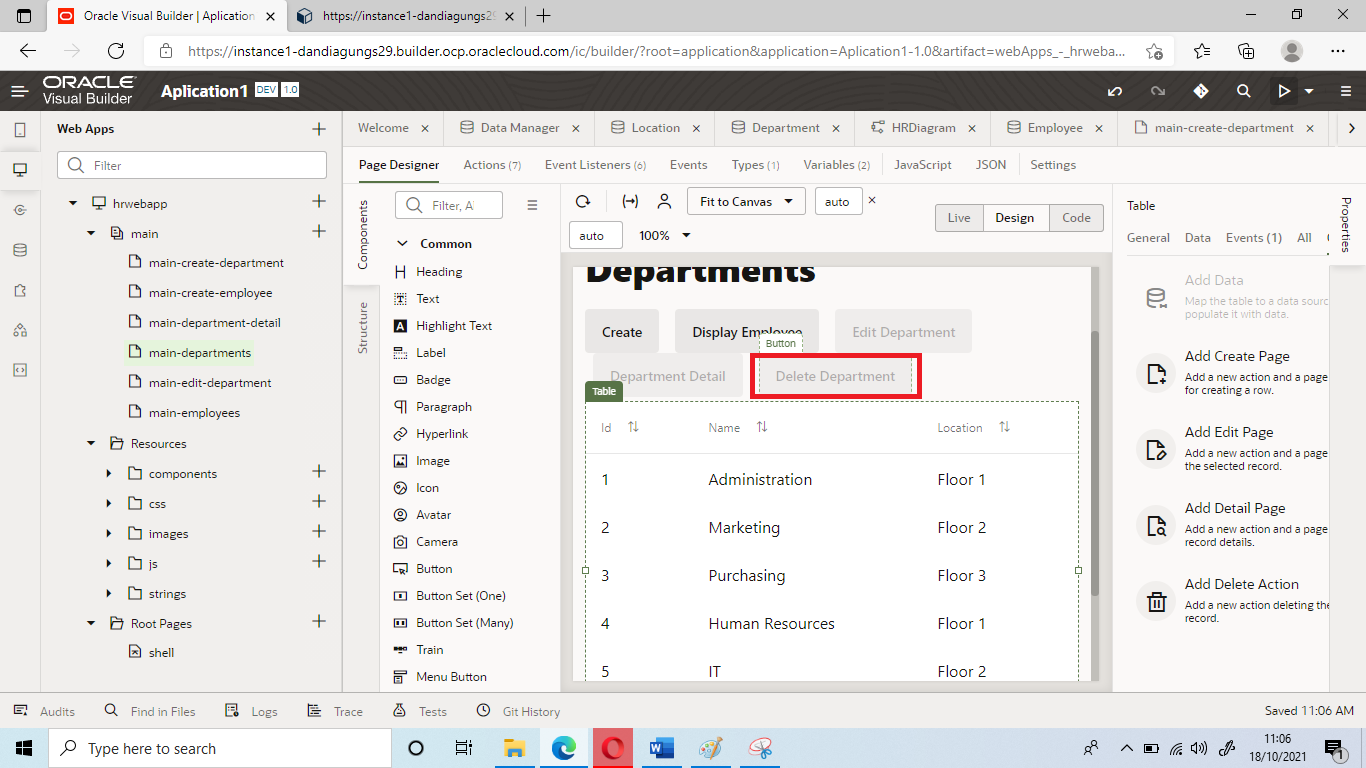 Oracle Visual Builder | Aplication
https://instance1-dandiagungs29
https://instance1-dandiagungs29.builder.ocp.oraclecloud.com/ic/builder/?root=application&application=Aplication1-1.0&artifact=webApps_-_hrweba...
ORACLE
Visual Builder
Aplication1 DEV 1.0
Web Apps
Filter
hrwebapp
main
main-create-department
main-create-employee
main-department-detail
main-departments
main-edit-department
main-employees
Resources
components
css
images
js
strings
Root Pages
shell
Welcome
Data Manager
Location
Department
HRDiagram
Employee
main-create-department
Page Designer
Actions (7)
Event Listeners (6)
Events
Types (1)
Variables (2)
JavaScript
JSON
Settings
Components
Structure
Filter, A
Common
Heading
Text
Highlight Text
Label
Badge
Paragraph
Hyperlink
Image
Icon
Avatar
Camera
Button
Button Set (One)
Button Set (Many)
Train
Menu Button
Fit to Canvas
auto
auto
100%
Live
Design
Code
Departments
Create
Display Employee
Edit Department
Button
Department Detail
Delete Department
Table
Id
Name
Location
1 Administration Floor 1
2 Marketing Floor 2
3 Purchasing Floor 3
4 Human Resources Floor 1
5 IT Floor 2
Table
Properties
General
Data
Events (1)
All
Add Data
Map the table to a data sourc
populate it with data.
Add Create Page
Add a new action and a page
for creating a row.
Add Edit Page
Add a new action and a page
the selected record.
Add Detail Page
Add a new action and a page
record details.
Add Delete Action
Add a new action deleting the
record.
Audits
Find in Files
Logs
Trace
Tests
Git History
Saved 11:06 AM
Type here to search
11:06
18/10/2021
1